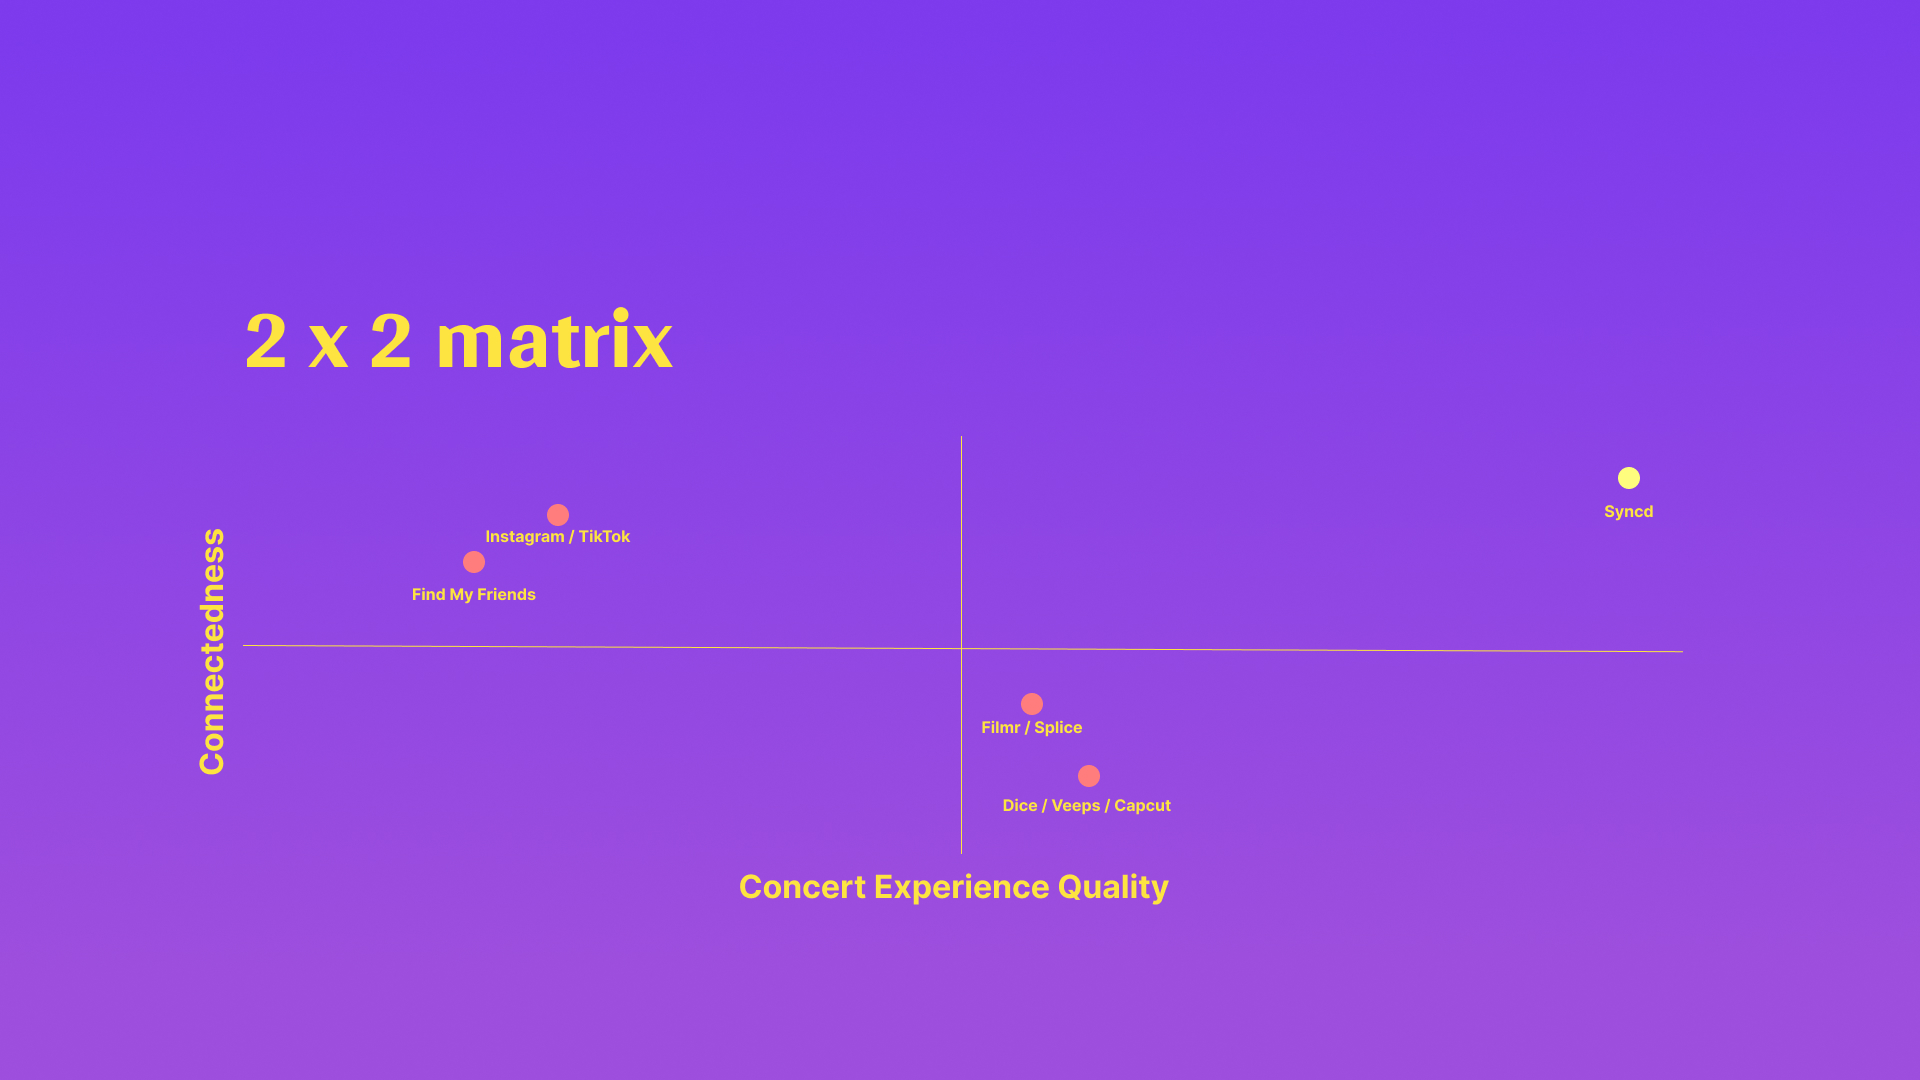 2 x 2 matrix
Syncd
Instagram / TikTok
Find My Friends
Connectedness
Filmr / Splice
Dice / Veeps / Capcut
Concert Experience Quality